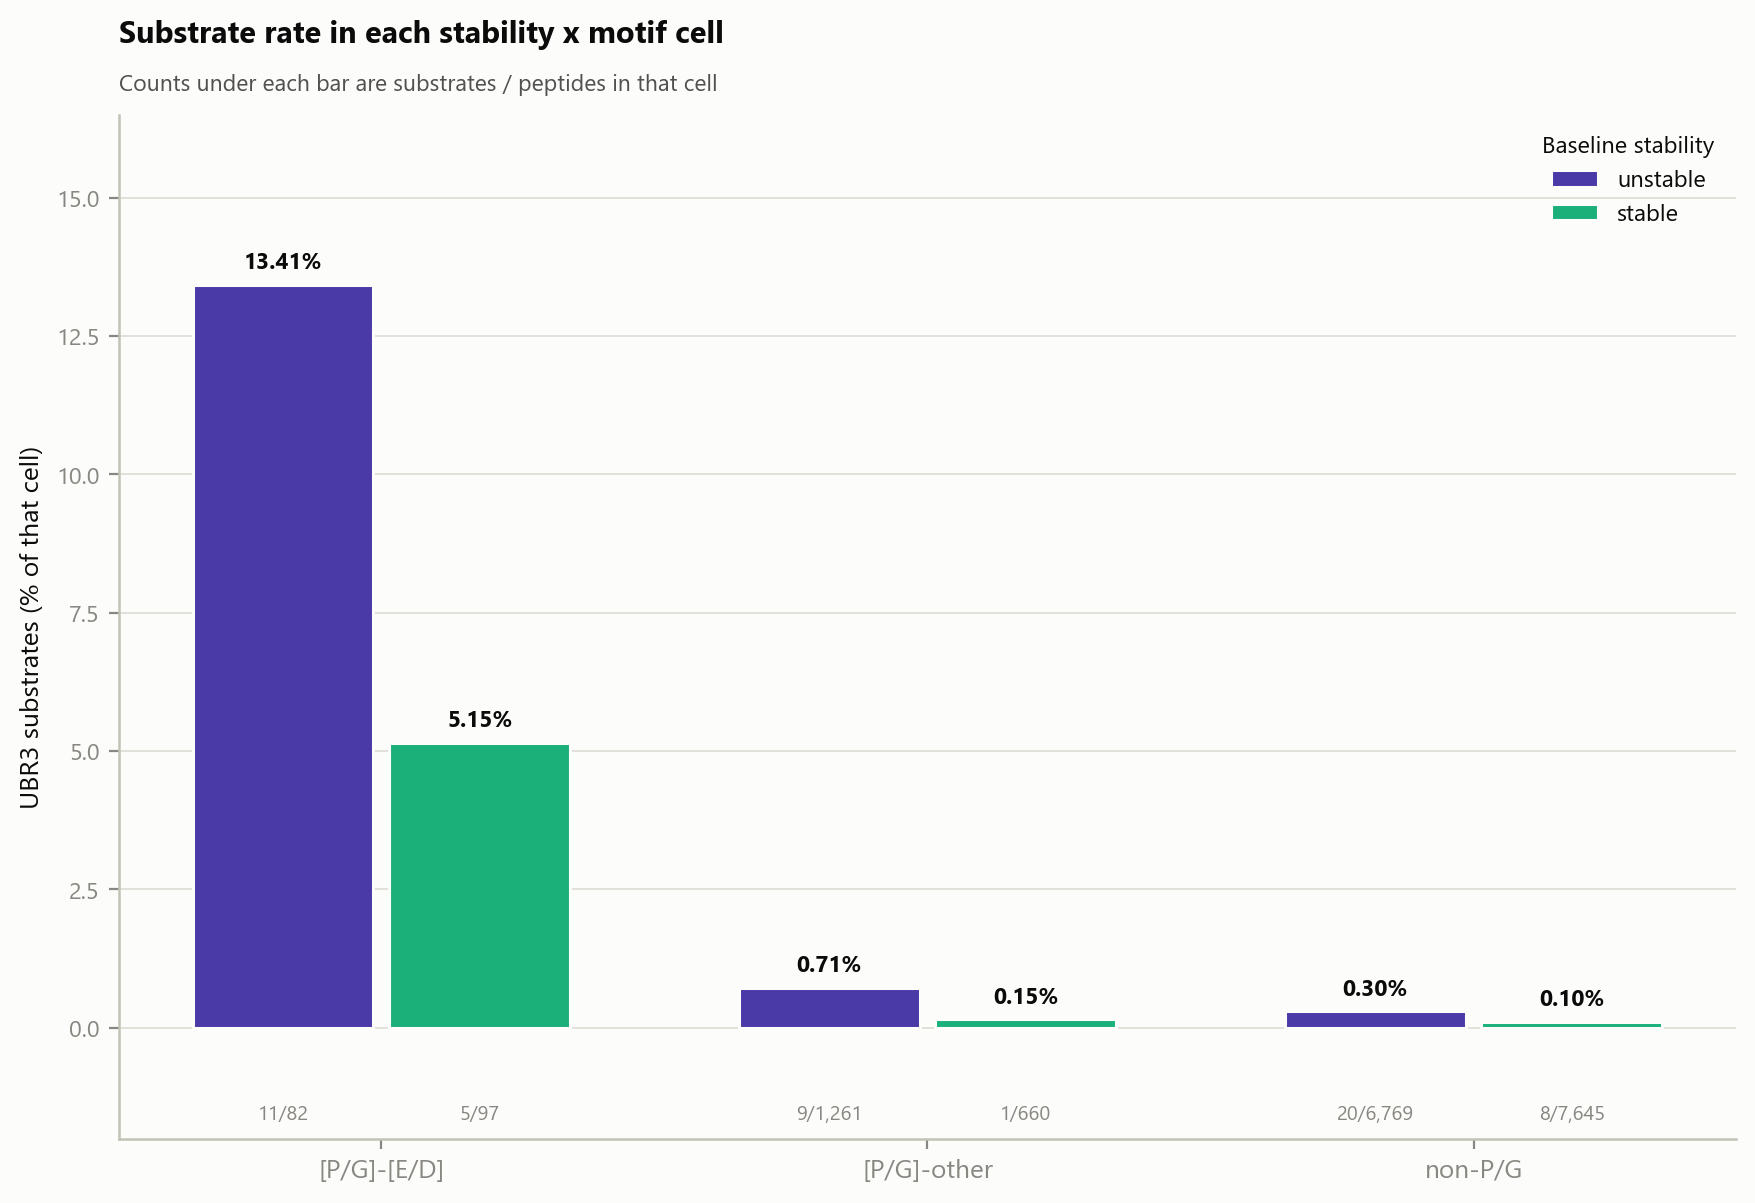 Substrate rate in each stability x motif cell
Counts under each bar are substrates / peptides in that cell
Baseline stability
unstable
stable
UBR3 substrates (% of that cell)
15.0
12.5
10.0
7.5
5.0
2.5
0.0
13.41%
5.15%
0.71%
0.15%
0.30%
0.10%
11/82
5/97
9/1,261
1/660
20/6,769
8/7,645
[P/G]-[E/D]
[P/G]-other
non-P/G